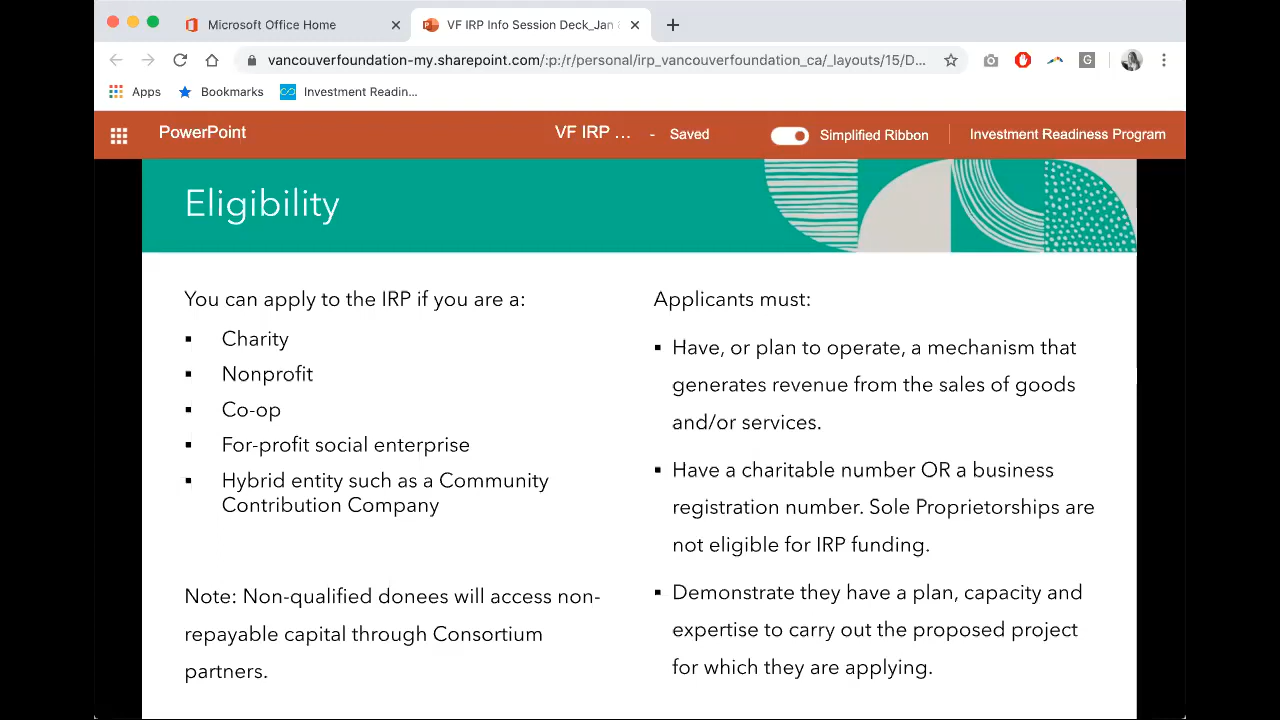 Microsoft Office Home
VF IRP Info Session Deck_Jan
vancouverfoundation-my.sharepoint.com/:p:/r/personal/irp_vancouverfoundation_ca/_layouts/15/D...
G
Apps
Bookmarks
Investment Readin...
PowerPoint
VF IRP ...
- Saved
Simplified Ribbon
Investment Readiness Program
Eligibility
You can apply to the IRP if you are a:
▪ Charity
▪ Nonprofit
▪ Co-op
▪ For-profit social enterprise
▪ Hybrid entity such as a Community
Contribution Company
Note: Non-qualified donees will access non-
repayable capital through Consortium
partners.
Applicants must:
▪ Have, or plan to operate, a mechanism that
generates revenue from the sales of goods
and/or services.
▪ Have a charitable number OR a business
registration number. Sole Proprietorships are
not eligible for IRP funding.
▪ Demonstrate they have a plan, capacity and
expertise to carry out the proposed project
for which they are applying.